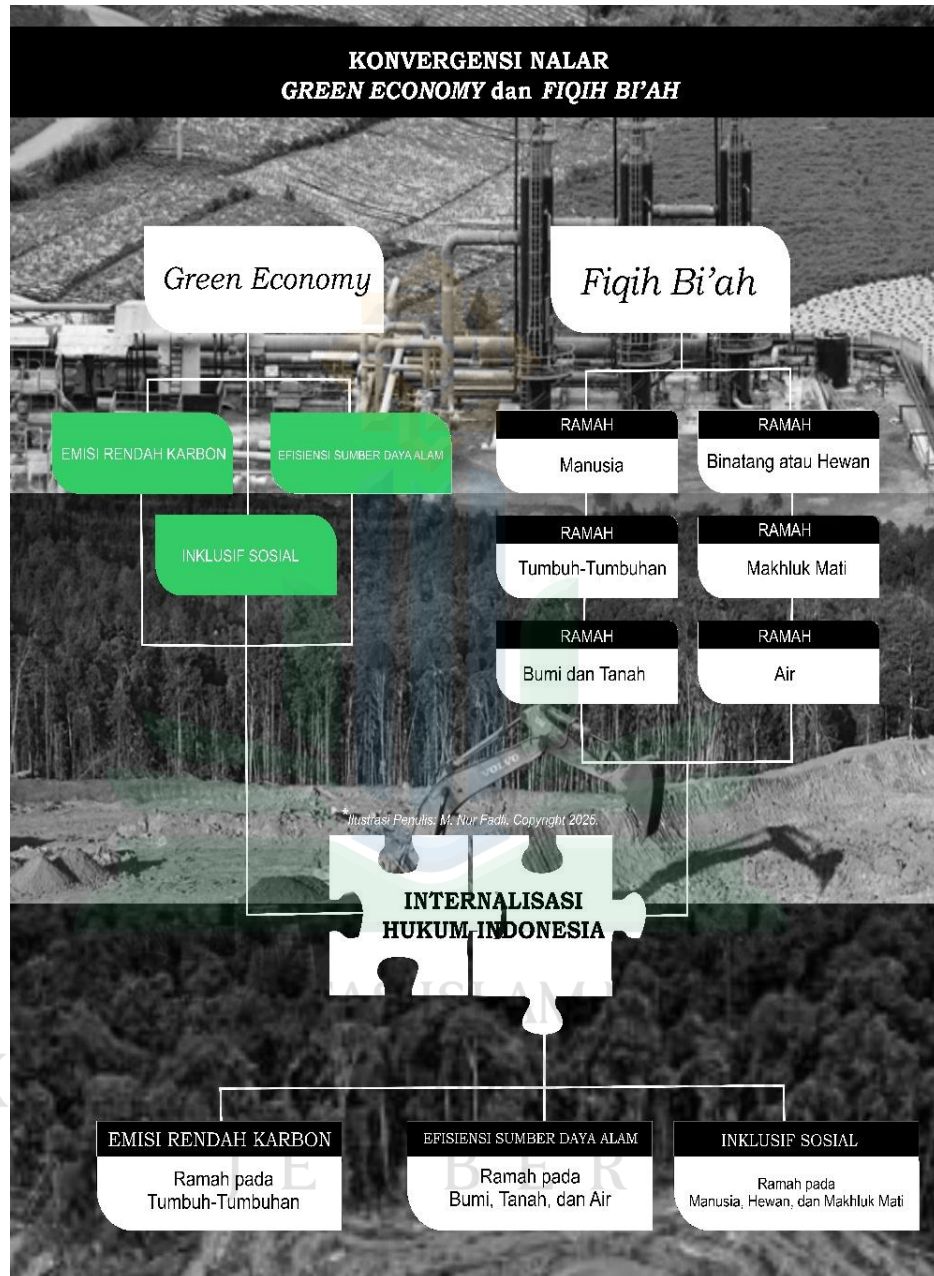 KONVERGENSI NALAR
GREEN ECONOMY dan FIQIH BI'AH
Green Economy
Fiqih Bi'ah
EMISI RENDAH KARBON
EFISIENSI SUMBER DAYA ALAM
INKLUSIF SOSIAL
RAMAH
Manusia
RAMAH
Binatang atau Hewan
RAMAH
Tumbuh-Tumbuhan
RAMAH
Makhluk Mati
RAMAH
Bumi dan Tanah
RAMAH
Air
VOLVO
*Ilustrasi Penulis: M. Nur Fadli, Copyright 2025.
INTERNALISASI
HUKUM INDONESIA
ISLAM
EMISI RENDAH KARBON
Ramah pada
Tumbuh-Tumbuhan
EFISIENSI SUMBER DAYA ALAM
Ramah pada
Bumi, Tanah, dan Air
INKLUSIF SOSIAL
Ramah pada
Manusia, Hewan, dan Makhluk Mati
J E B E R